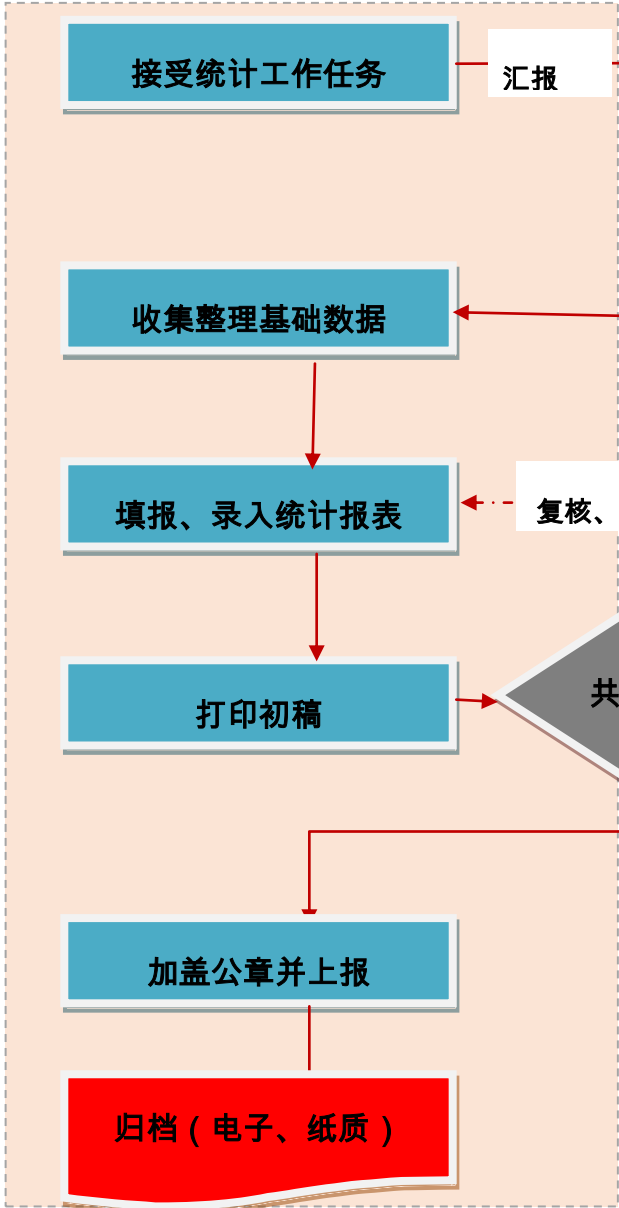 接受统计工作任务
汇报
收集整理基础数据
填报、录入统计报表
复核、
打印初稿
共
加盖公章并上报
归档（电子、纸质）